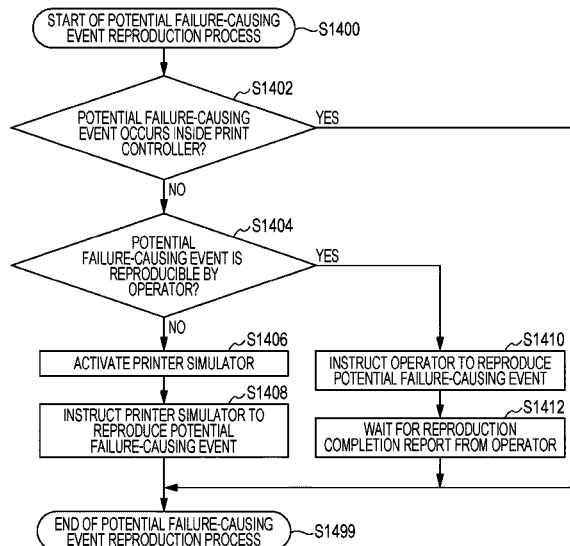 START OF POTENTIAL FAILURE-CAUSING
EVENT REPRODUCTION PROCESS
S1400
S1402
POTENTIAL FAILURE-CAUSING
EVENT OCCURS INSIDE PRINT
CONTROLLER?
YES
NO
S1404
POTENTIAL
FAILURE-CAUSING EVENT IS
REPRODUCIBLE BY
OPERATOR?
YES
NO
S1406
ACTIVATE PRINTER SIMULATOR
S1408
INSTRUCT PRINTER SIMULATOR TO
REPRODUCE POTENTIAL
FAILURE-CAUSING EVENT
S1410
INSTRUCT OPERATOR TO REPRODUCE
POTENTIAL FAILURE-CAUSING EVENT
S1412
WAIT FOR REPRODUCTION
COMPLETION REPORT FROM OPERATOR
END OF POTENTIAL FAILURE-CAUSING
EVENT REPRODUCTION PROCESS
S1499